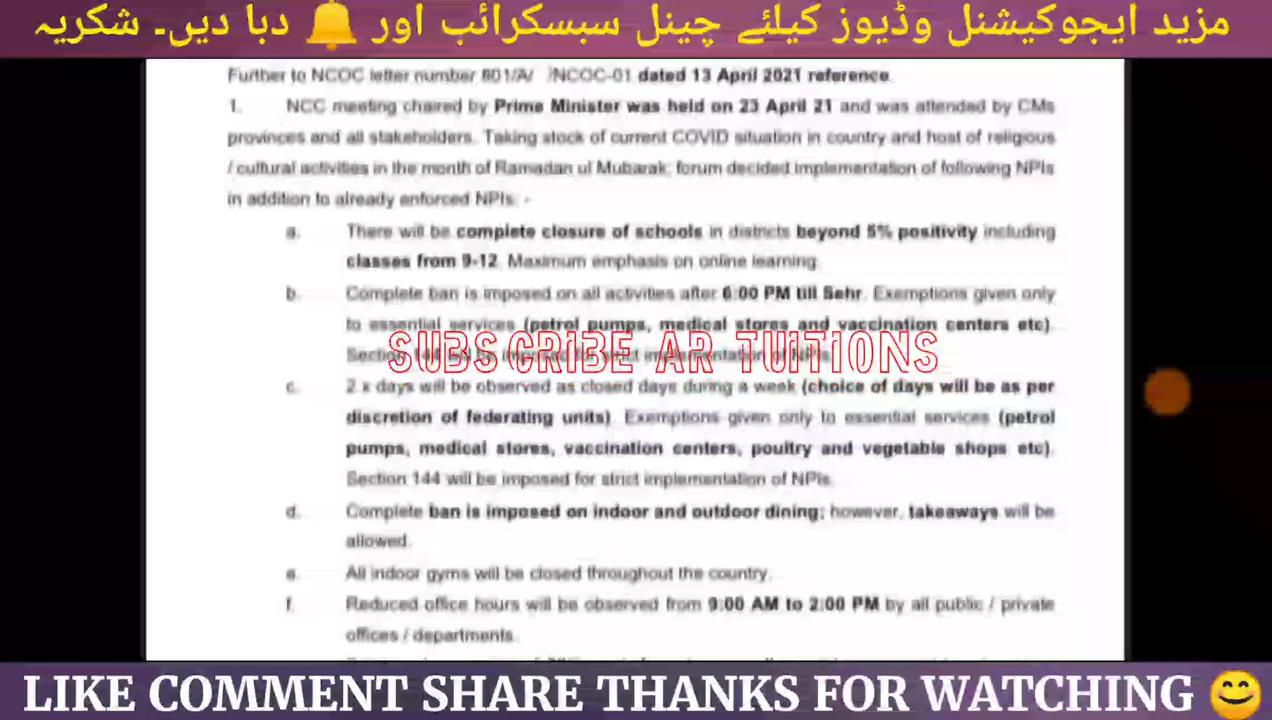 مزید ایجوکیشنل وڈیوز کیلئے چینل سبسکرائب اور 🔔 دبا دیں۔ شکریہ
Further to NCOC letter number 601/A/ /NCOC-01 dated 13 April 2021 reference.
1. NCC meeting chaired by Prime Minister was held on 23 April 21 and was attended by CMs
provinces and all stakeholders. Taking stock of current COVID situation in country and host of religious
/ cultural activities in the month of Ramadan ul Mubarak; forum decided implementation of following NPIs
in addition to already enforced NPIs: -
a. There will be complete closure of schools in districts beyond 5% positivity including
classes from 9-12. Maximum emphasis on online learning.
b. Complete ban is imposed on all activities after 6:00 PM till Sehr. Exemptions given only
to essential services (petrol pumps, medical stores and vaccination centers etc).
Section 144 will be imposed for strict implementation of NPIs.
SUBSCRIBE AR TUITIONS
c. 2 x days will be observed as closed days during a week (choice of days will be as per
discretion of federating units). Exemptions given only to essential services (petrol
pumps, medical stores, vaccination centers, poultry and vegetable shops etc).
Section 144 will be imposed for strict implementation of NPIs.
d. Complete ban is imposed on indoor and outdoor dining; however, takeaways will be
allowed.
e. All indoor gyms will be closed throughout the country.
f. Reduced office hours will be observed from 9:00 AM to 2:00 PM by all public / private
offices / departments.
LIKE COMMENT SHARE THANKS FOR WATCHING 😊